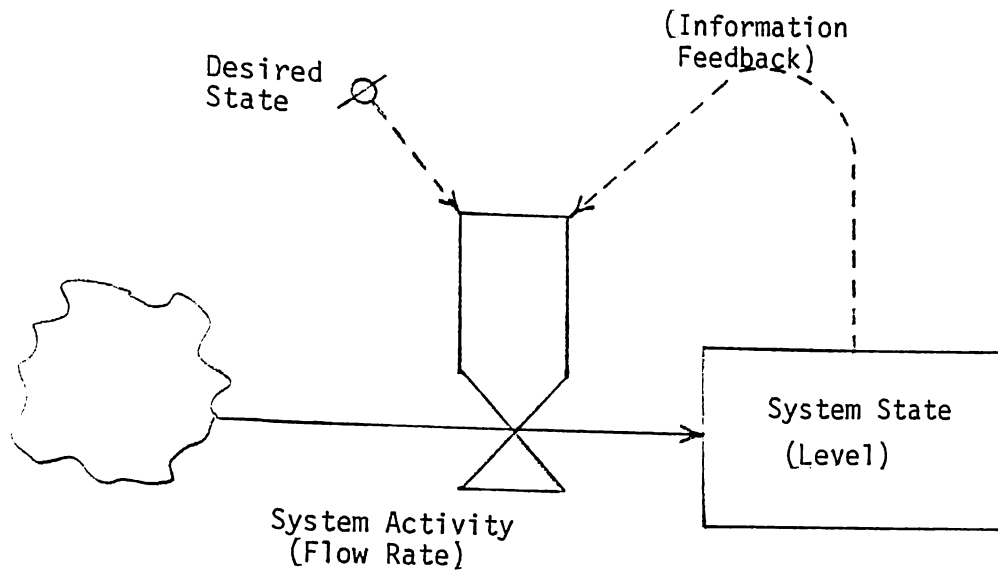 (Information
Feedback)
Desired
State
System State
(Level)
System Activity
(Flow Rate)